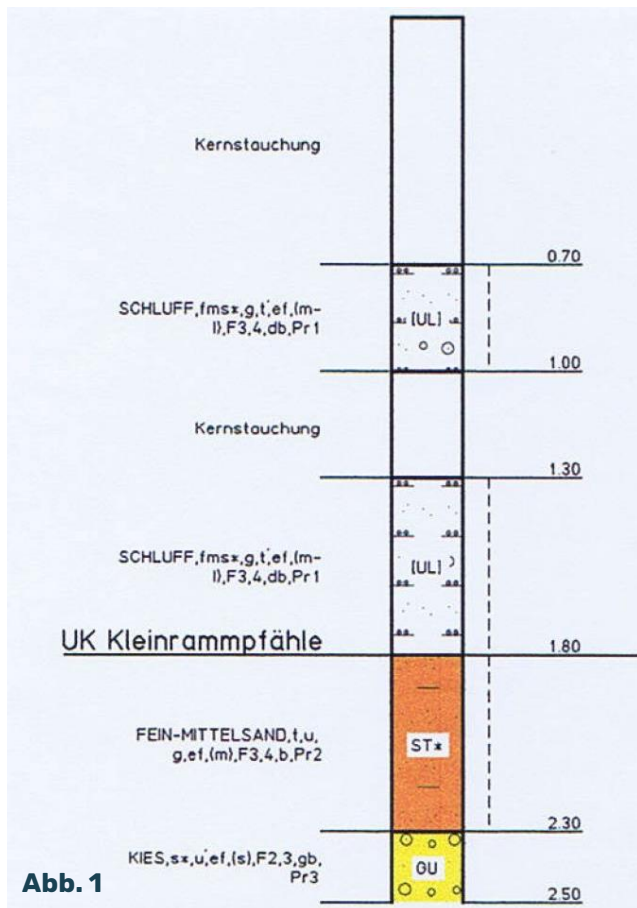 Kernstauchung
0.70
SCHLUFF,fms*,g,t',ef,(m-
l),F3,4,db,Pr1
[UL]
1.00
Kernstauchung
1.30
SCHLUFF,fms*,g,t',ef,(m-
l),F3,4,db,Pr1
[UL]
UK Kleinrammpfähle
1.80
FEIN-MITTELSAND,t,u,
g,ef,(m),F3,4,b,Pr2
ST*
2.30
KIES,s*,u',ef,(s),F2,3,gb,
Pr3
GU
Abb. 1
2.50